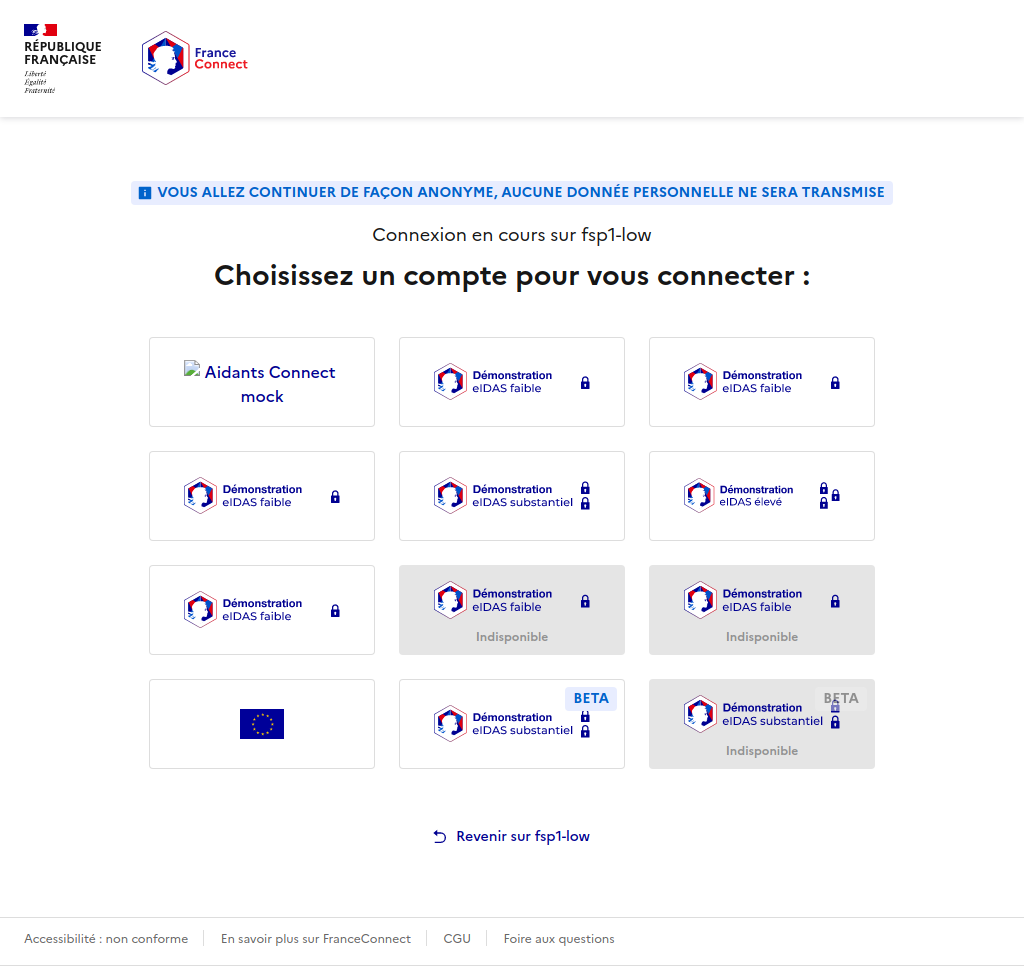 RÉPUBLIQUE
FRANÇAISE
Liberté
Égalité
Fraternité
France
Connect
VOUS ALLEZ CONTINUER DE FAÇON ANONYME, AUCUNE DONNÉE PERSONNELLE NE SERA TRANSMISE
Connexion en cours sur fsp1-low
Choisissez un compte pour vous connecter :
Aidants Connect
mock
Démonstration
eIDAS faible
Démonstration
eIDAS faible
Démonstration
eIDAS faible
Démonstration
eIDAS substantiel
Démonstration
eIDAS élevé
Démonstration
eIDAS faible
Démonstration
eIDAS faible
Indisponible
Démonstration
eIDAS faible
Indisponible
BETA
Démonstration
eIDAS substantiel
BETA
Démonstration
eIDAS substantiel
Indisponible
Revenir sur fsp1-low
Accessibilité : non conforme
En savoir plus sur FranceConnect
CGU
Foire aux questions